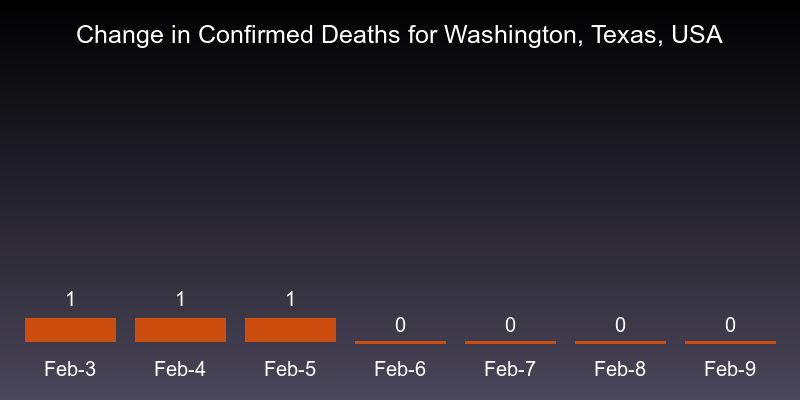 Change in Confirmed Deaths for Washington, Texas, USA
1 1 1 0 0 0 0
Feb-3 Feb-4 Feb-5 Feb-6 Feb-7 Feb-8 Feb-9